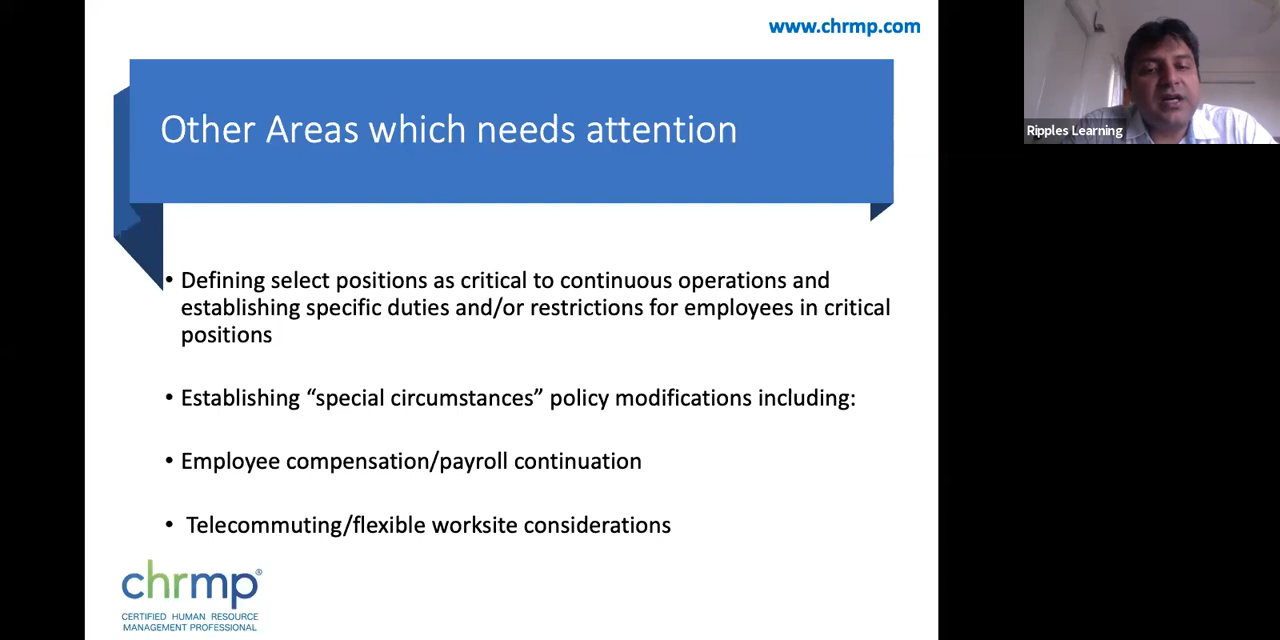 www.chrmp.com
Ripples Learning
Other Areas which needs attention
• Defining select positions as critical to continuous operations and
establishing specific duties and/or restrictions for employees in critical
positions
• Establishing “special circumstances” policy modifications including:
• Employee compensation/payroll continuation
• Telecommuting/flexible worksite considerations
chrmp®
CERTIFIED HUMAN RESOURCE
MANAGEMENT PROFESSIONAL